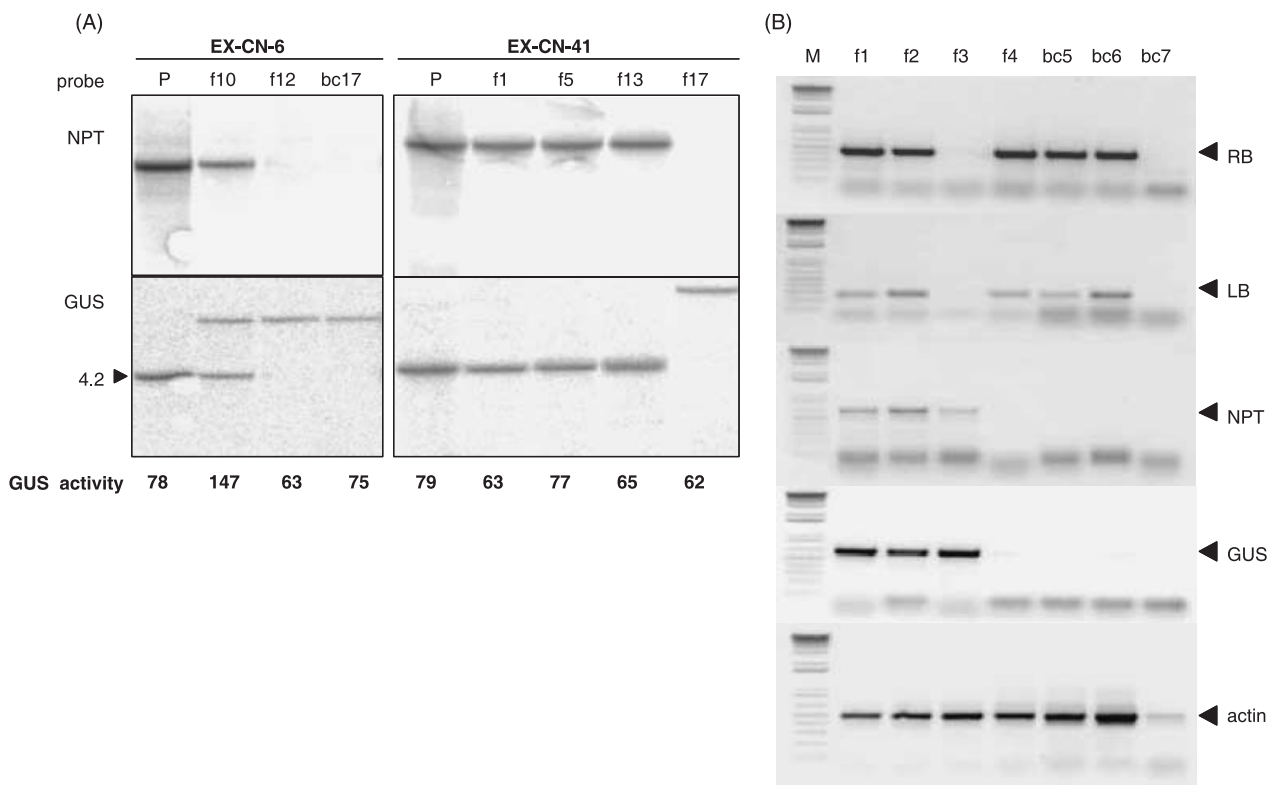 (A)
EX-CN-6 EX-CN-41
probe P f10 f12 bc17 P f1 f5 f13 f17
NPT
GUS
4.2
GUS activity 78 147 63 75 79 63 77 65 62
(B)
M f1 f2 f3 f4 bc5 bc6 bc7
RB
LB
NPT
GUS
actin